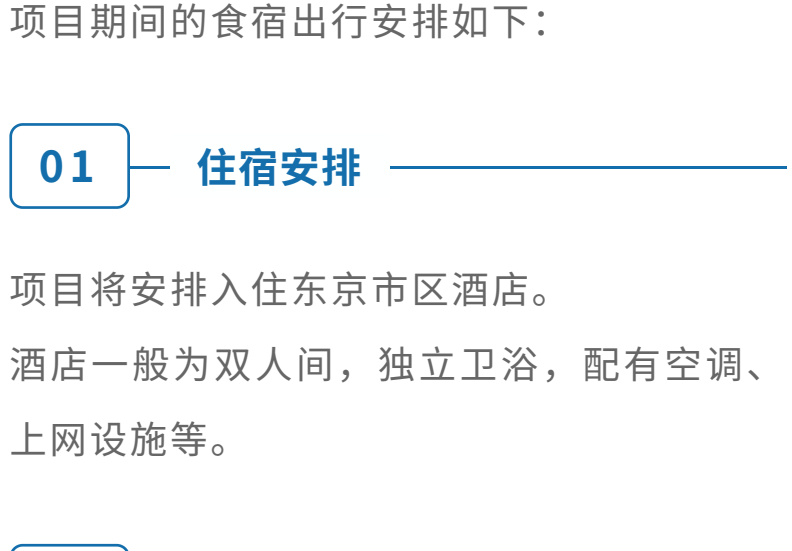 项目期间的食宿出行安排如下：
01 住宿安排
项目将安排入住东京市区酒店。
酒店一般为双人间，独立卫浴，配有空调、
上网设施等。